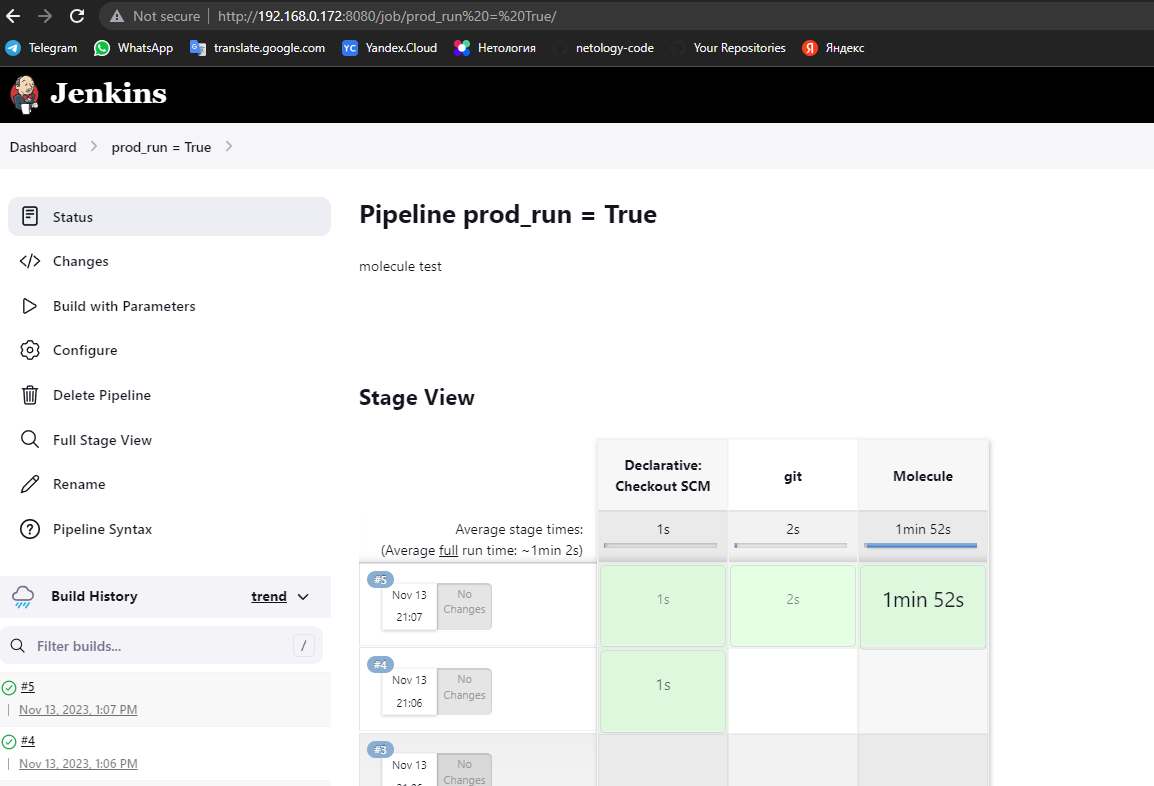 Not secure | http://192.168.0.172:8080/job/prod_run%20=%20True/
Telegram WhatsApp translate.google.com Yandex.Cloud Нетология netology-code Your Repositories Яндекс
Jenkins
Dashboard > prod_run = True >
Status
Changes
Build with Parameters
Configure
Delete Pipeline
Full Stage View
Rename
Pipeline Syntax
Build History trend
Filter builds... /
#5
Nov 13, 2023, 1:07 PM
#4
Nov 13, 2023, 1:06 PM
Pipeline prod_run = True
molecule test
Stage View
Declarative: Checkout SCM git Molecule
Average stage times: 1s 2s 1min 52s
(Average full run time: ~1min 2s)
#5
Nov 13
21:07
No Changes
1s 2s 1min 52s
#4
Nov 13
21:06
No Changes
1s
#3
Nov 13
No Changes